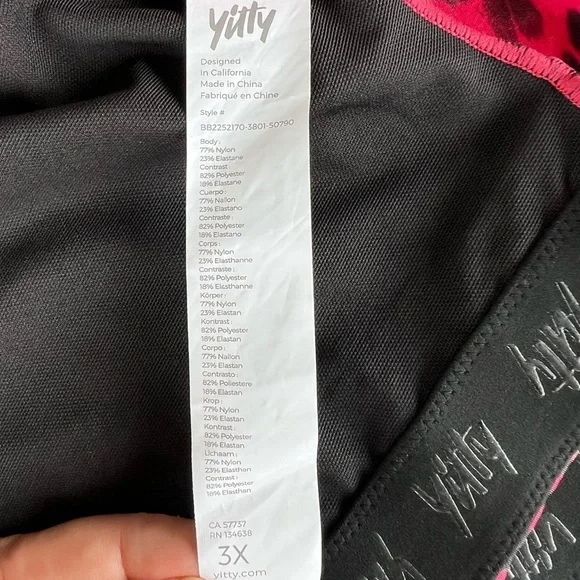 yitty
Designed
In California
Made in China
Fabriqué en Chine
Style #
BB2252170-3801-50790
Body :
77% Nylon
23% Elastane
Contrast :
82% Polyester
18% Elastane
Cuerpo :
77% Nailon
23% Elastano
Contraste :
82% Polyester
18% Elastano
Corps :
77% Nylon
23% Elasthanne
Contraste :
82% Polyester
18% Elasthanne
Körper :
77% Nylon
23% Elastan
Kontrast :
82% Polyester
18% Elastan
Corpo :
77% Nailon
23% Elastan
Contrasto :
82% Poliestere
18% Elastan
Krop :
77% Nylon
23% Elastan
Kontrast :
82% Polyester
18% Elastan
Lichaam :
77% Nylon
23% Elasthan
Contrast :
82% Polyester
18% Elasthan
CA 57737
RN 134638
3X
yitty.com
yitty
yitty
yitty